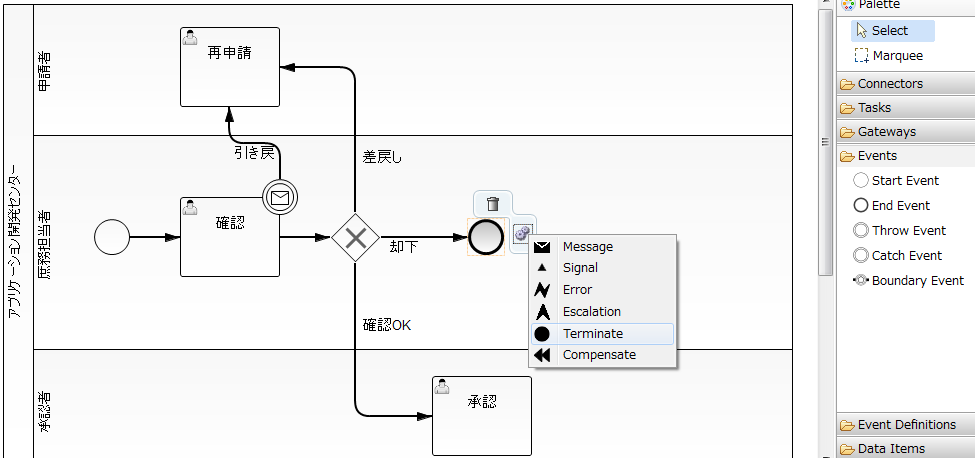 アプリケーション開発センター
申請者
再申請
引き戻
差戻し
庶務担当者
確認
却下
確認OK
承認者
承認
Message
Signal
Error
Escalation
Terminate
Compensate
Palette
Select
Marquee
Connectors
Tasks
Gateways
Events
Start Event
End Event
Throw Event
Catch Event
Boundary Event
Event Definitions
Data Items